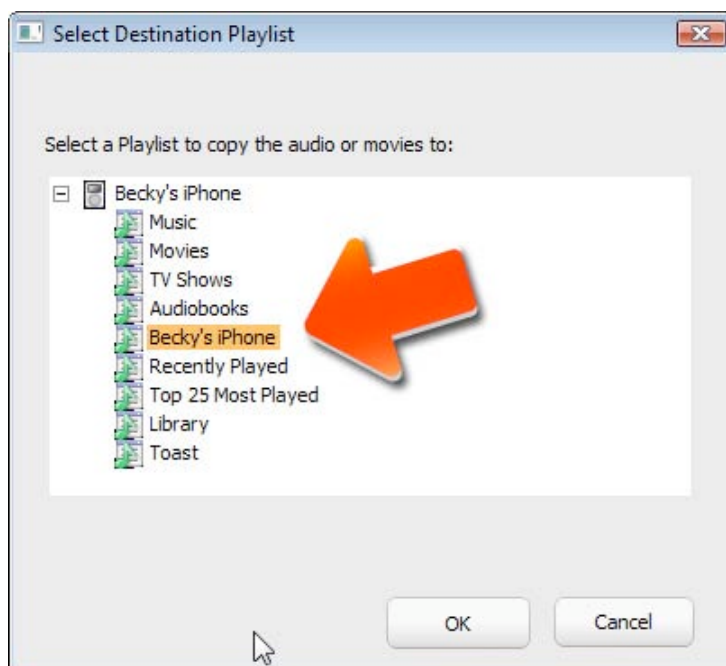 Select Destination Playlist
Select a Playlist to copy the audio or movies to:
Becky's iPhone
Music
Movies
TV Shows
Audiobooks
Becky's iPhone
Recently Played
Top 25 Most Played
Library
Toast
OK
Cancel